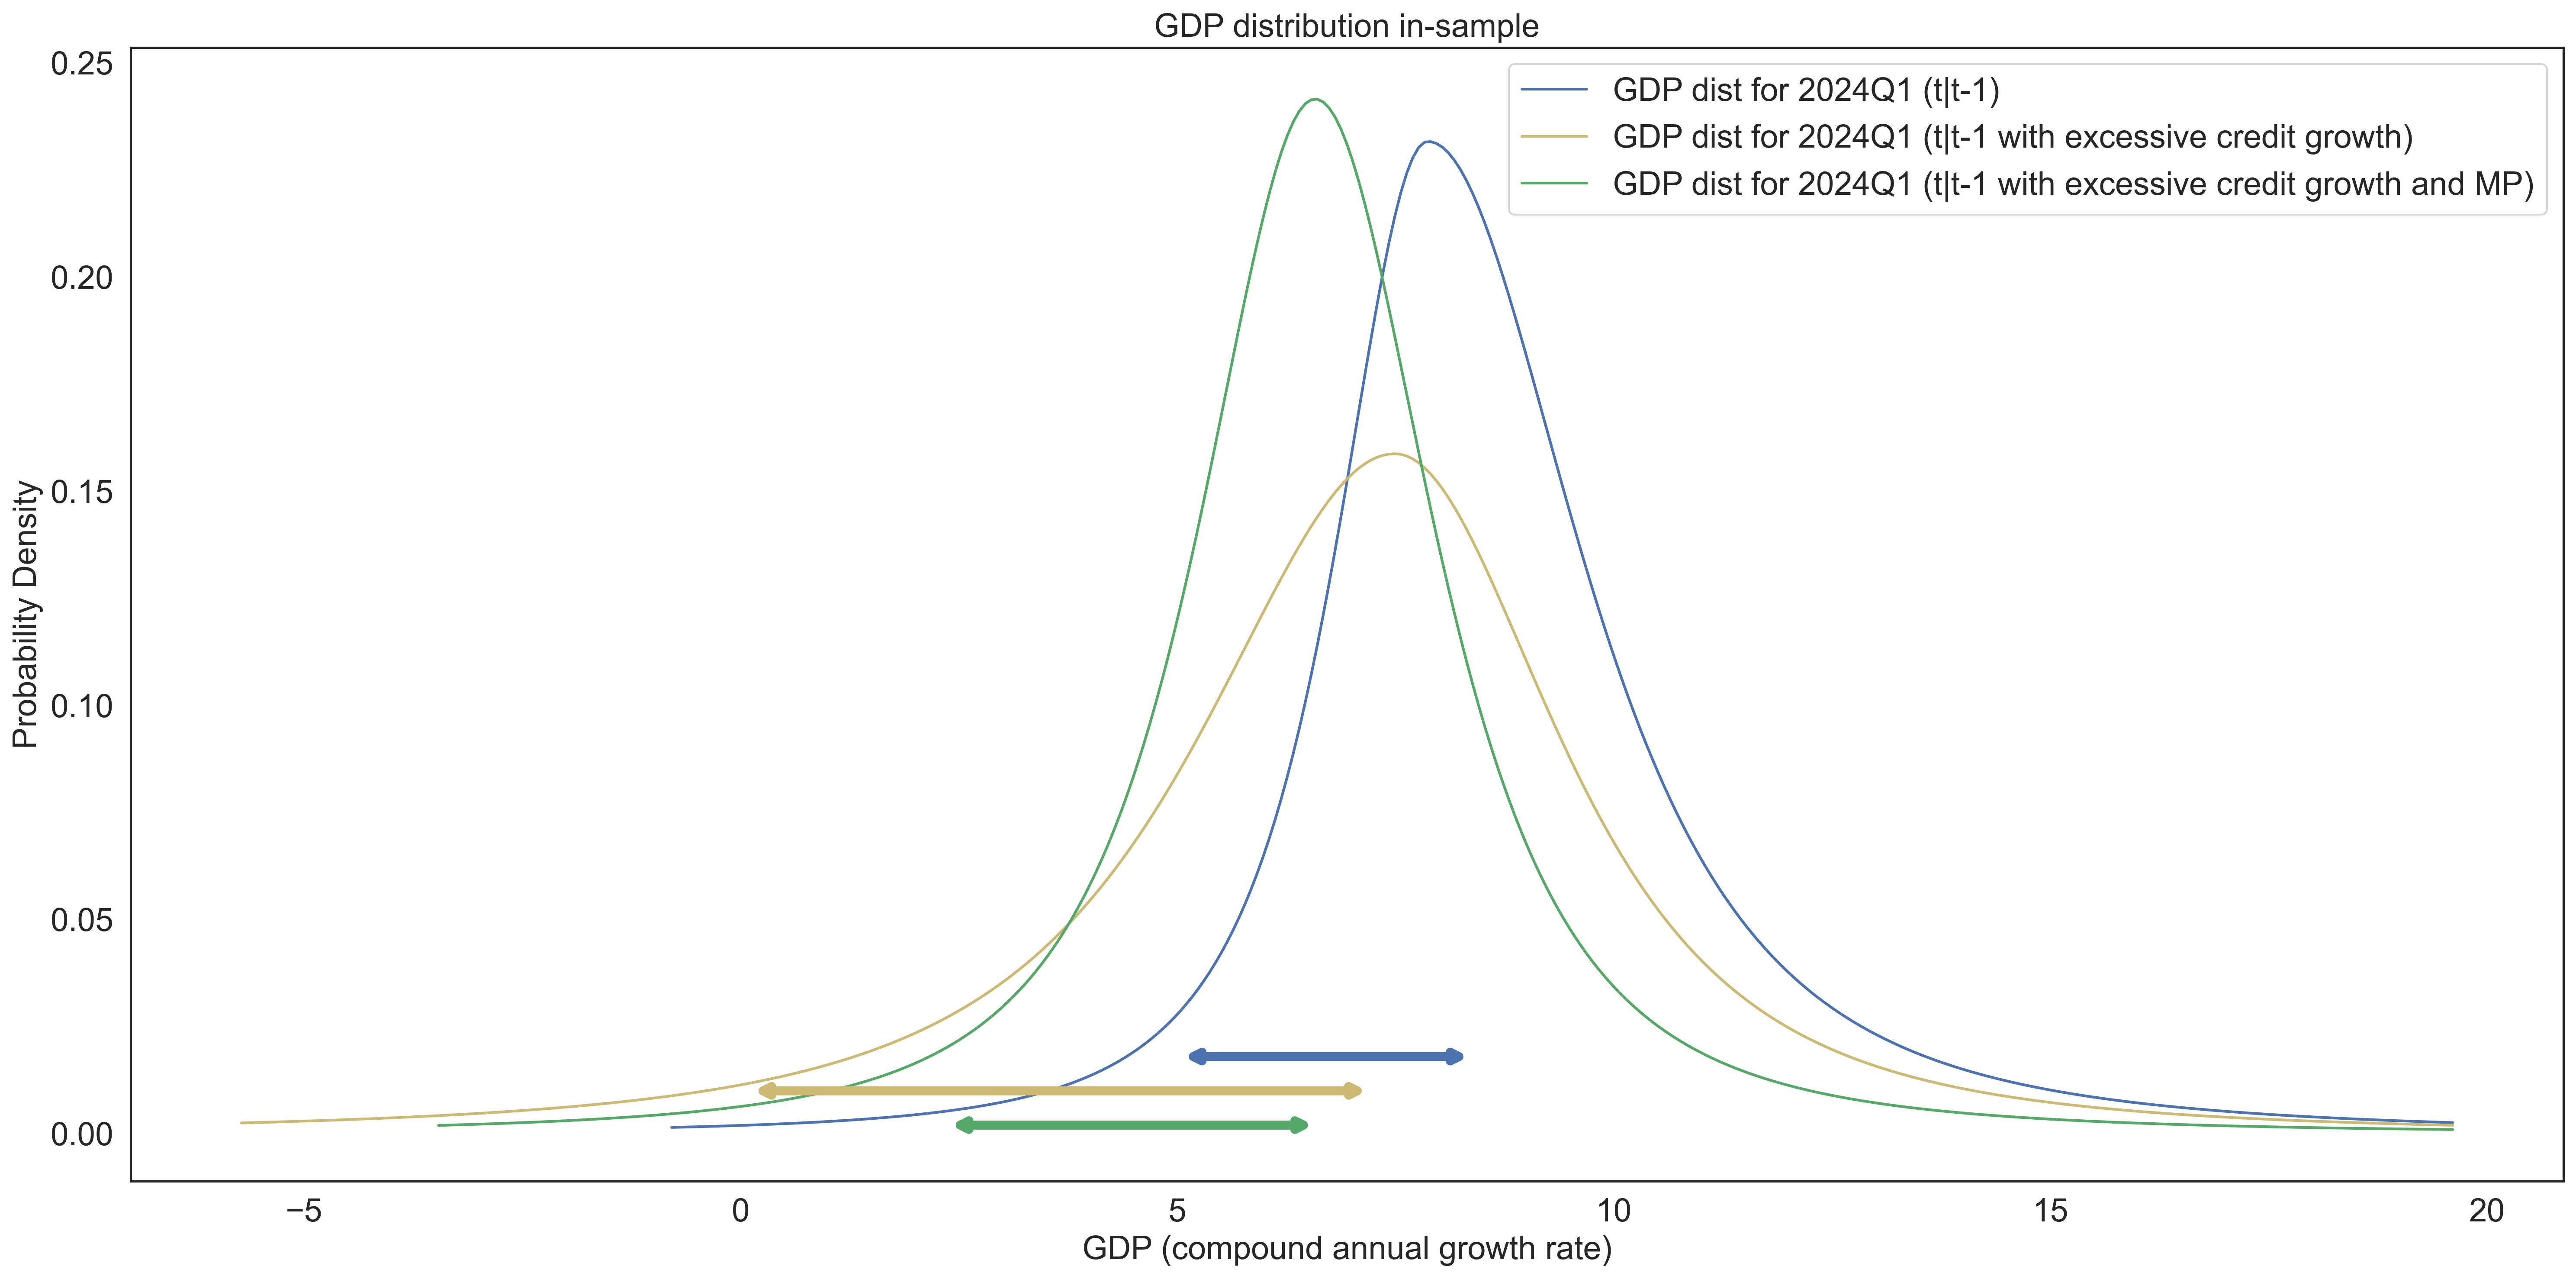 GDP distribution in-sample
GDP dist for 2024Q1 (t|t-1)
GDP dist for 2024Q1 (t|t-1 with excessive credit growth)
GDP dist for 2024Q1 (t|t-1 with excessive credit growth and MP)
Probability Density
0.25
0.20
0.15
0.10
0.05
0.00
−5 0 5 10 15 20
GDP (compound annual growth rate)